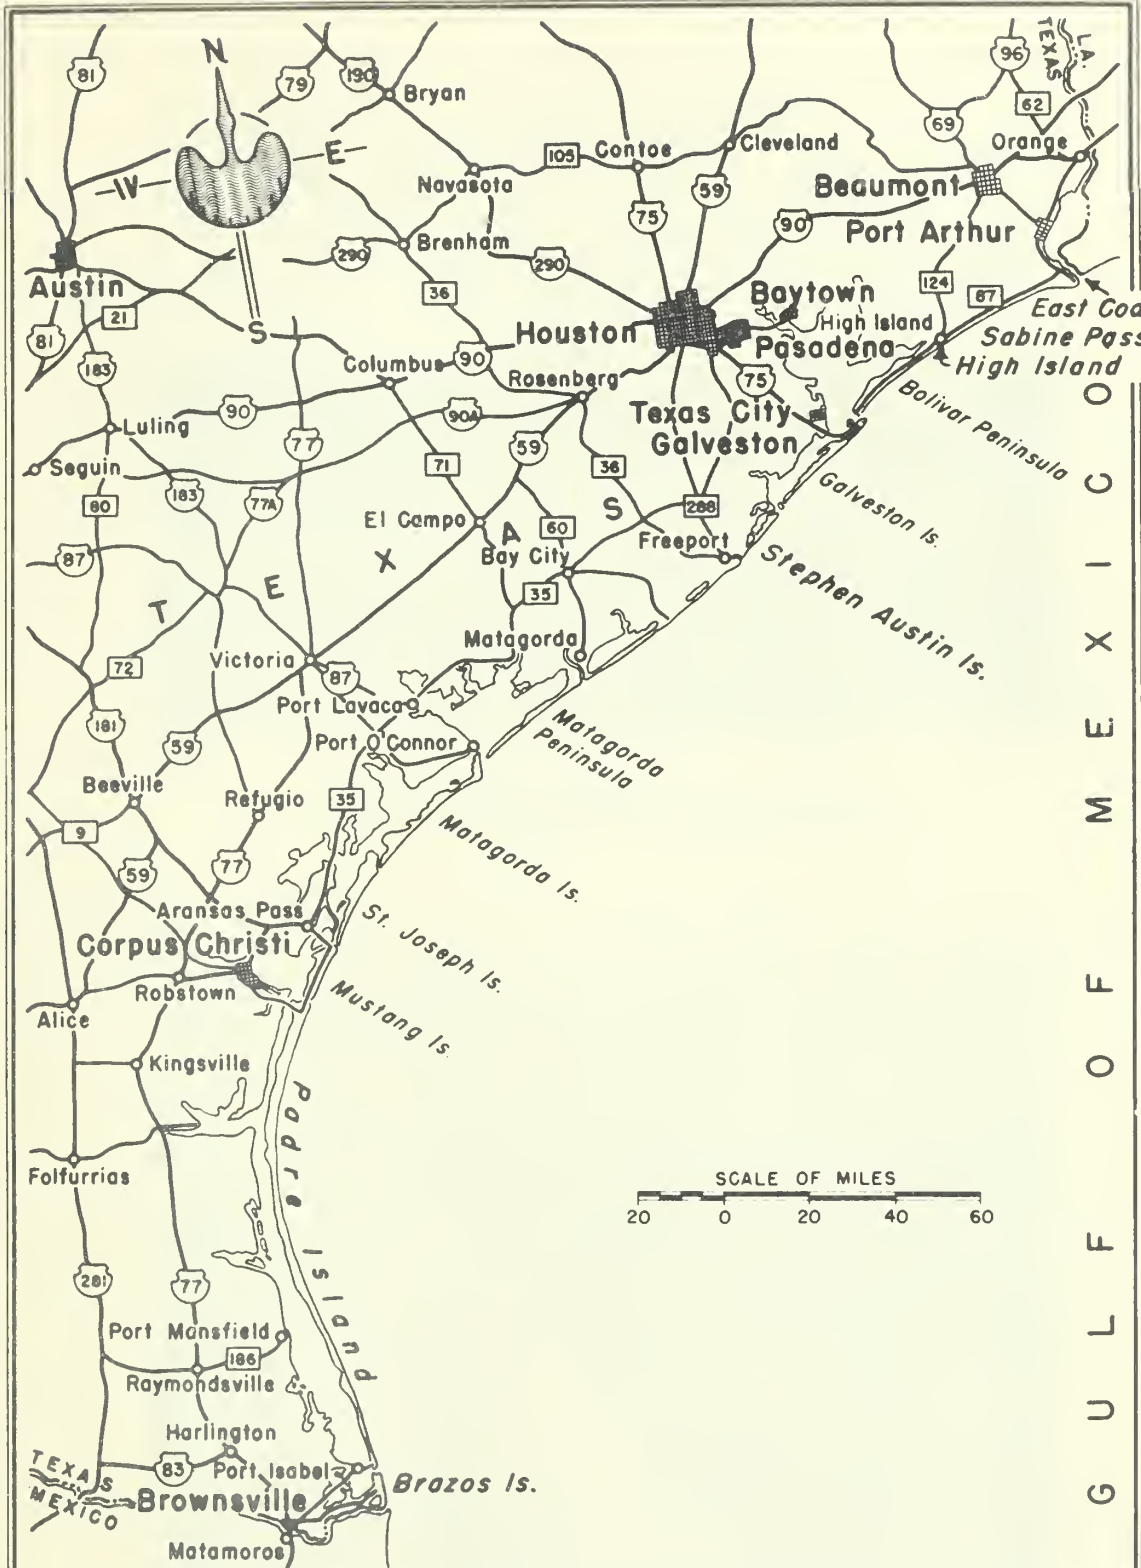 LA.
TEXAS
96
81
N
79
190
Bryan
62
69
Orange
E
105
Contoe
Cleveland
W
Navasota
59
Beaumont
75
90
Port Arthur
Brenham
290
290
Austin
36
124
87
Baytown
21
High Island
East Coa
81
S
Houston
Pasadena
Sabine Pass
High Island
183
Columbus
90
Rosenberg
75
Bolivar Peninsula
90
90A
Texas City
Galveston
Luling
77
59
Seguin
71
36
Galveston Is.
183
77A
80
288
El Campo
60
Freeport
87
Bay City
Stephen Austin Is.
T E X A S
35
Matagorda
72
Victoria
87
Port Lavaca
181
59
Port O'Connor
Matagorda
Peninsula
Beeville
Refugio
35
9
Matagorda Is.
59
77
Aransas Pass
St. Joseph Is.
Corpus Christi
Robstown
Mustang Is.
Alice
Kingsville
Padre Island
Folfurrias
SCALE OF MILES
20 0 20 40 60
281
77
Port Mansfield
186
Raymondsville
Harlington
TEXAS
MEXICO
83
Port Isabel
Brazos Is.
Brownsville
Matamoros
GULF OF MEXICO